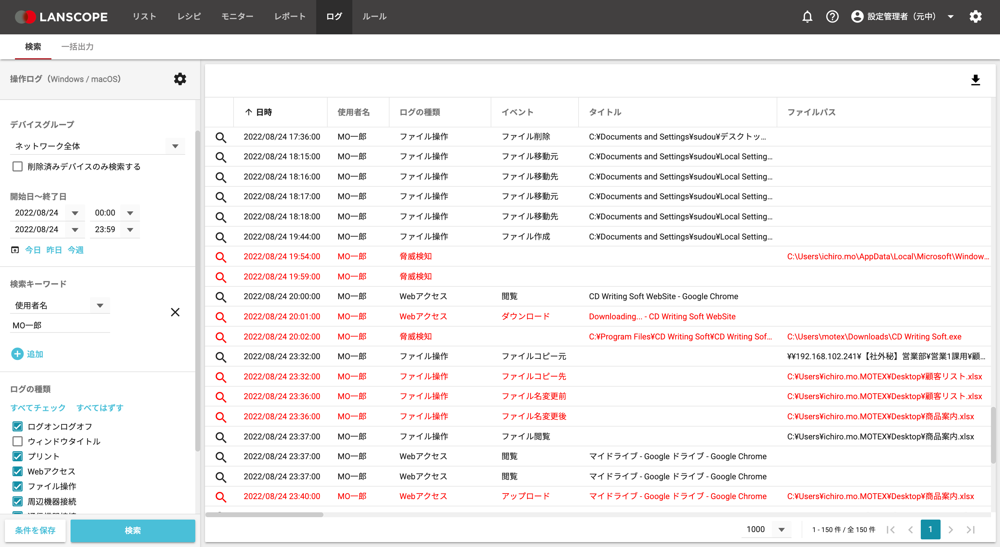 LANSCOPE リスト レシピ モニター レポート ログ ルール 設定管理者（元中）
検索 一括出力
操作ログ（Windows / macOS）
デバイスグループ
ネットワーク全体
削除済みデバイスのみ検索する
開始日〜終了日
2022/08/24 00:00
2022/08/24 23:59
今日 昨日 今週
検索キーワード
使用者名
MO一郎
追加
ログの種類
すべてチェック すべてはずす
ログオンログオフ
ウィンドウタイトル
プリント
Webアクセス
ファイル操作
周辺機器接続
条件を保存 検索
日時 使用者名 ログの種類 イベント タイトル ファイルパス
2022/08/24 17:36:00 MO一郎 ファイル操作 ファイル削除 C:¥Documents and Settings¥sudou¥デスクトッ...
2022/08/24 18:15:00 MO一郎 ファイル操作 ファイル移動元 C:¥Documents and Settings¥sudou¥Local Setting...
2022/08/24 18:16:00 MO一郎 ファイル操作 ファイル移動先 C:¥Documents and Settings¥sudou¥Local Setting...
2022/08/24 18:17:00 MO一郎 ファイル操作 ファイル移動元 C:¥Documents and Settings¥sudou¥Local Setting...
2022/08/24 18:18:00 MO一郎 ファイル操作 ファイル移動先 C:¥Documents and Settings¥sudou¥Local Setting...
2022/08/24 19:44:00 MO一郎 ファイル操作 ファイル作成 C:¥Documents and Settings¥sudou¥Local Setting...
2022/08/24 19:54:00 MO一郎 脅威検知 C:\Users\ichiro.mo\AppData\Local\Microsoft\Window...
2022/08/24 19:59:00 MO一郎 脅威検知
2022/08/24 20:00:00 MO一郎 Webアクセス 閲覧 CD Writing Soft WebSite - Google Chrome
2022/08/24 20:01:00 MO一郎 Webアクセス ダウンロード Downloading... - CD Writing Soft WebSite
2022/08/24 20:02:00 MO一郎 脅威検知 C:¥Program Files¥CD Writing Soft¥CD Writing Sof... C:\Users\motex\Downloads\CD Writing Soft.exe
2022/08/24 23:32:00 MO一郎 ファイル操作 ファイルコピー元 ¥¥192.168.102.241¥【社外秘】営業部¥営業1課用¥顧...
2022/08/24 23:32:00 MO一郎 ファイル操作 ファイルコピー先 C:¥Users¥ichiro.mo.MOTEX¥Desktop¥顧客リスト.xlsx
2022/08/24 23:36:00 MO一郎 ファイル操作 ファイル名変更前 C:¥Users¥ichiro.mo.MOTEX¥Desktop¥顧客リスト.xlsx
2022/08/24 23:36:00 MO一郎 ファイル操作 ファイル名変更後 C:¥Users¥ichiro.mo.MOTEX¥Desktop¥商品案内.xlsx
2022/08/24 23:37:00 MO一郎 ファイル操作 ファイル閲覧 C:¥Users¥ichiro.mo.MOTEX¥Desktop¥商品案内.xlsx
2022/08/24 23:37:00 MO一郎 Webアクセス 閲覧 マイドライブ - Google ドライブ - Google Chrome
2022/08/24 23:37:00 MO一郎 Webアクセス 閲覧 マイドライブ - Google ドライブ - Google Chrome
2022/08/24 23:40:00 MO一郎 Webアクセス アップロード マイドライブ - Google ドライブ - Google Chrome C:¥Users¥ichiro.mo.MOTEX¥Desktop¥商品案内.xlsx
1000 1 - 150 件 / 全 150 件 1